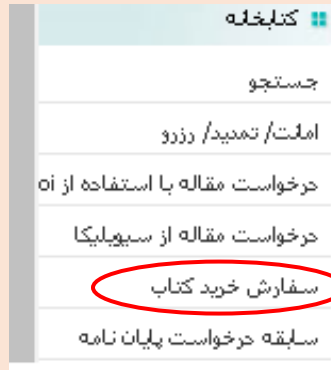 کتابخانه
جستجو
امانت/ تمدید/ رزرو
درخواست مقاله با استفاده از oi
درخواست مقاله از سیویلیکا
سفارش خرید کتاب
سابقه درخواست پایان نامه